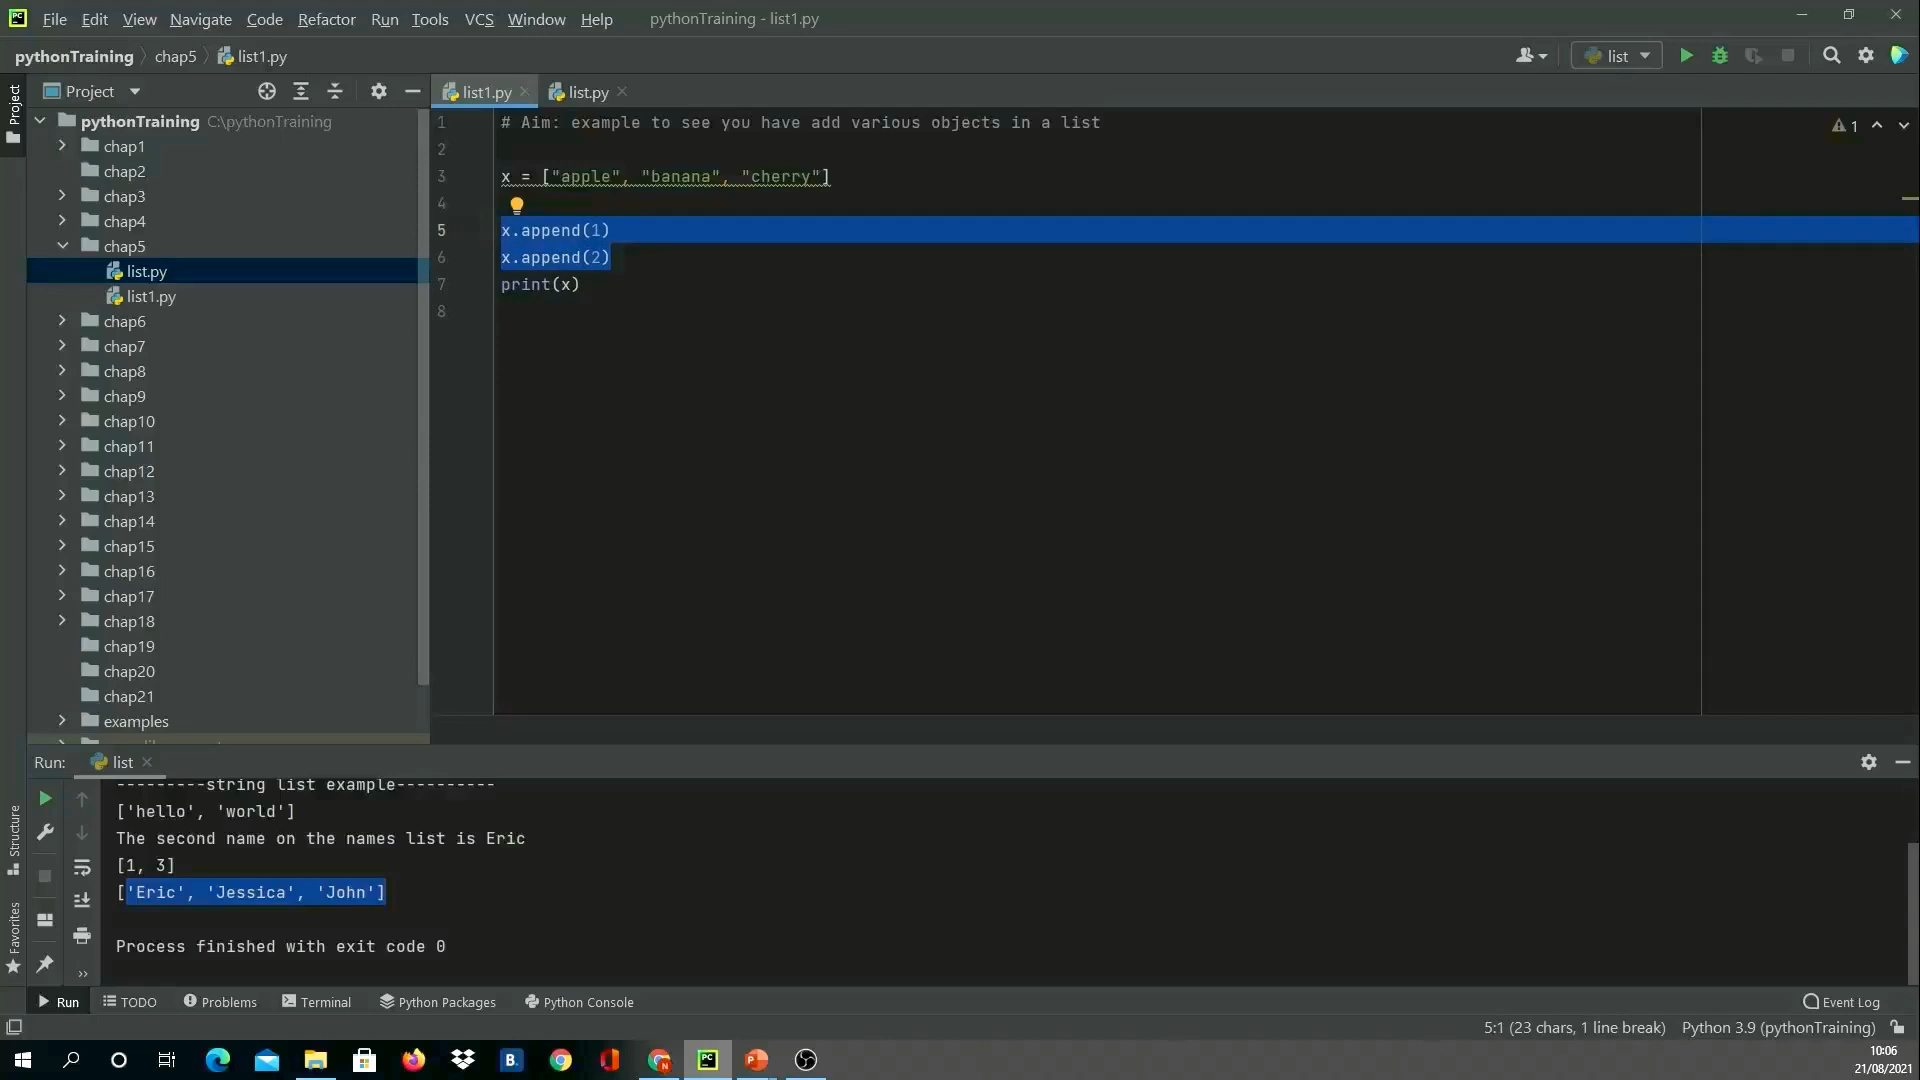 File Edit View Navigate Code Refactor Run Tools VCS Window Help pythonTraining - list1.py
pythonTraining chap5 list1.py
list
Project
Project
list1.py
list.py
pythonTraining C:\pythonTraining
chap1
chap2
chap3
chap4
chap5
list.py
list1.py
chap6
chap7
chap8
chap9
chap10
chap11
chap12
chap13
chap14
chap15
chap16
chap17
chap18
chap19
chap20
chap21
examples
1 # Aim: example to see you have add various objects in a list
1
2
3 x = ["apple", "banana", "cherry"]
4
5 x.append(1)
6 x.append(2)
7 print(x)
8
Run: list
---------string list example----------
['hello', 'world']
The second name on the names list is Eric
[1, 3]
['Eric', 'Jessica', 'John']
Process finished with exit code 0
Structure
Favorites
Run TODO Problems Terminal Python Packages Python Console Event Log
5:1 (23 chars, 1 line break) Python 3.9 (pythonTraining)
10:06
21/08/2021